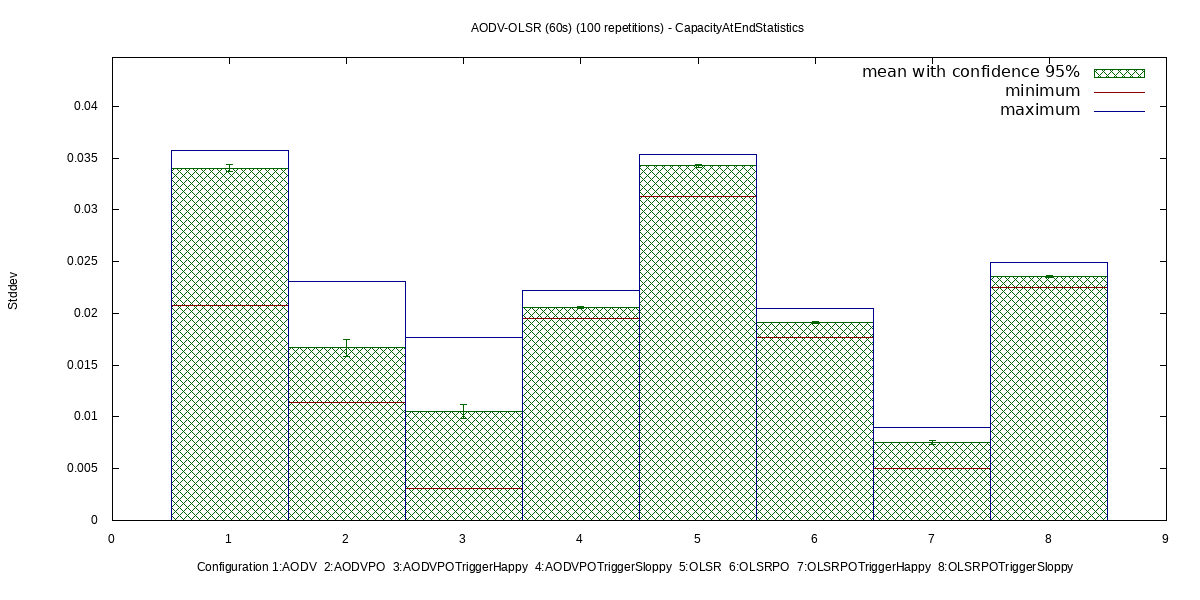 AODV-OLSR (60s) (100 repetitions) - CapacityAtEndStatistics
mean with confidence 95%
minimum
maximum
0.04
0.035
0.03
0.025
0.02
0.015
0.01
0.005
0
Stddev
0 1 2 3 4 5 6 7 8 9
Configuration 1:AODV 2:AODVPO 3:AODVPOTriggerHappy 4:AODVPOTriggerSloppy 5:OLSR 6:OLSRPO 7:OLSRPOTriggerHappy 8:OLSRPOTriggerSloppy